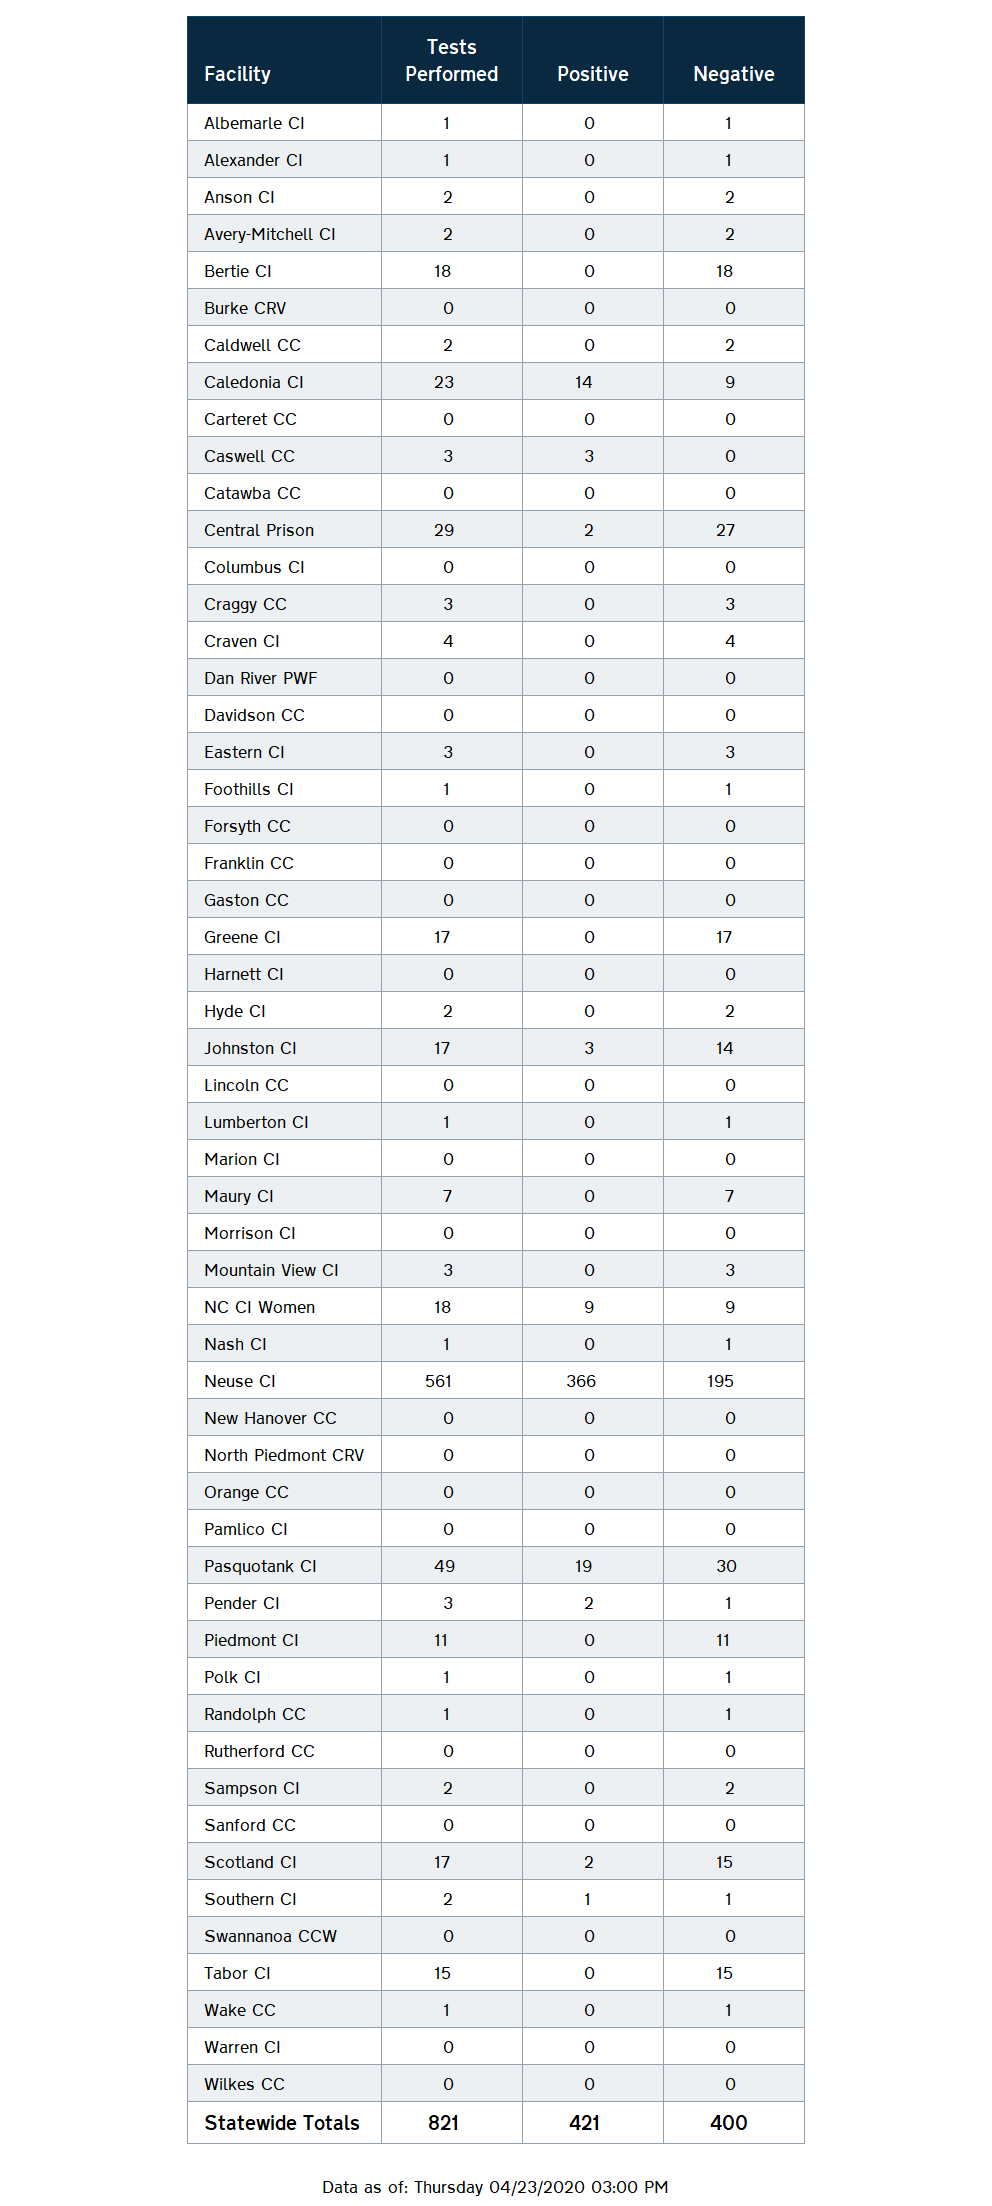 Facility Tests Performed Positive Negative
Albemarle CI 1 0 1
Alexander CI 1 0 1
Anson CI 2 0 2
Avery-Mitchell CI 2 0 2
Bertie CI 18 0 18
Burke CRV 0 0 0
Caldwell CC 2 0 2
Caledonia CI 23 14 9
Carteret CC 0 0 0
Caswell CC 3 3 0
Catawba CC 0 0 0
Central Prison 29 2 27
Columbus CI 0 0 0
Craggy CC 3 0 3
Craven CI 4 0 4
Dan River PWF 0 0 0
Davidson CC 0 0 0
Eastern CI 3 0 3
Foothills CI 1 0 1
Forsyth CC 0 0 0
Franklin CC 0 0 0
Gaston CC 0 0 0
Greene CI 17 0 17
Harnett CI 0 0 0
Hyde CI 2 0 2
Johnston CI 17 3 14
Lincoln CC 0 0 0
Lumberton CI 1 0 1
Marion CI 0 0 0
Maury CI 7 0 7
Morrison CI 0 0 0
Mountain View CI 3 0 3
NC CI Women 18 9 9
Nash CI 1 0 1
Neuse CI 561 366 195
New Hanover CC 0 0 0
North Piedmont CRV 0 0 0
Orange CC 0 0 0
Pamlico CI 0 0 0
Pasquotank CI 49 19 30
Pender CI 3 2 1
Piedmont CI 11 0 11
Polk CI 1 0 1
Randolph CC 1 0 1
Rutherford CC 0 0 0
Sampson CI 2 0 2
Sanford CC 0 0 0
Scotland CI 17 2 15
Southern CI 2 1 1
Swannanoa CCW 0 0 0
Tabor CI 15 0 15
Wake CC 1 0 1
Warren CI 0 0 0
Wilkes CC 0 0 0
Statewide Totals 821 421 400
Data as of: Thursday 04/23/2020 03:00 PM